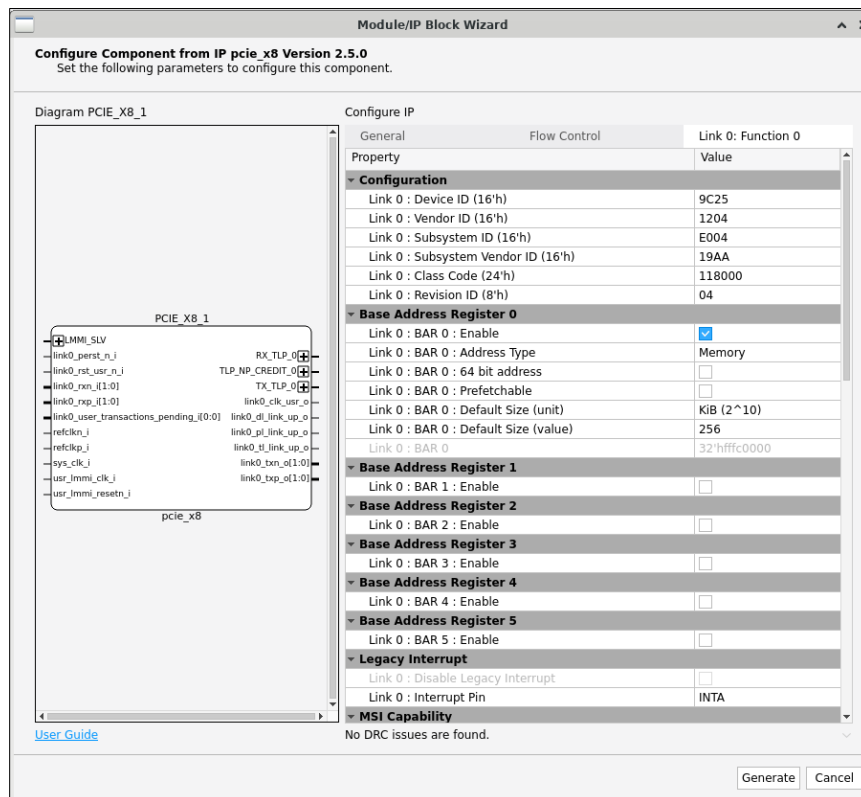 Module/IP Block Wizard
Configure Component from IP pcie_x8 Version 2.5.0
Set the following parameters to configure this component.
Diagram PCIE_X8_1
PCIE_X8_1
LMMI_SLV
link0_perst_n_i RX_TLP_0
link0_rst_usr_n_i TLP_NP_CREDIT_0
link0_rxn_i[1:0] TX_TLP_0
link0_rxp_i[1:0] link0_clk_usr_o
link0_user_transactions_pending_i[0:0] link0_dl_link_up_o
refclkn_i link0_pl_link_up_o
refclkp_i link0_tl_link_up_o
sys_clk_i link0_txn_o[1:0]
usr_lmmi_clk_i link0_txp_o[1:0]
usr_lmmi_resetn_i
pcie_x8
User Guide
Configure IP
General Flow Control Link 0: Function 0
Property Value
Configuration
Link 0 : Device ID (16'h) 9C25
Link 0 : Vendor ID (16'h) 1204
Link 0 : Subsystem ID (16'h) E004
Link 0 : Subsystem Vendor ID (16'h) 19AA
Link 0 : Class Code (24'h) 118000
Link 0 : Revision ID (8'h) 04
Base Address Register 0
Link 0 : BAR 0 : Enable
Link 0 : BAR 0 : Address Type Memory
Link 0 : BAR 0 : 64 bit address
Link 0 : BAR 0 : Prefetchable
Link 0 : BAR 0 : Default Size (unit) KiB (2^10)
Link 0 : BAR 0 : Default Size (value) 256
Link 0 : BAR 0 32'hfffc0000
Base Address Register 1
Link 0 : BAR 1 : Enable
Base Address Register 2
Link 0 : BAR 2 : Enable
Base Address Register 3
Link 0 : BAR 3 : Enable
Base Address Register 4
Link 0 : BAR 4 : Enable
Base Address Register 5
Link 0 : BAR 5 : Enable
Legacy Interrupt
Link 0 : Disable Legacy Interrupt
Link 0 : Interrupt Pin INTA
MSI Capability
No DRC issues are found.
Generate Cancel